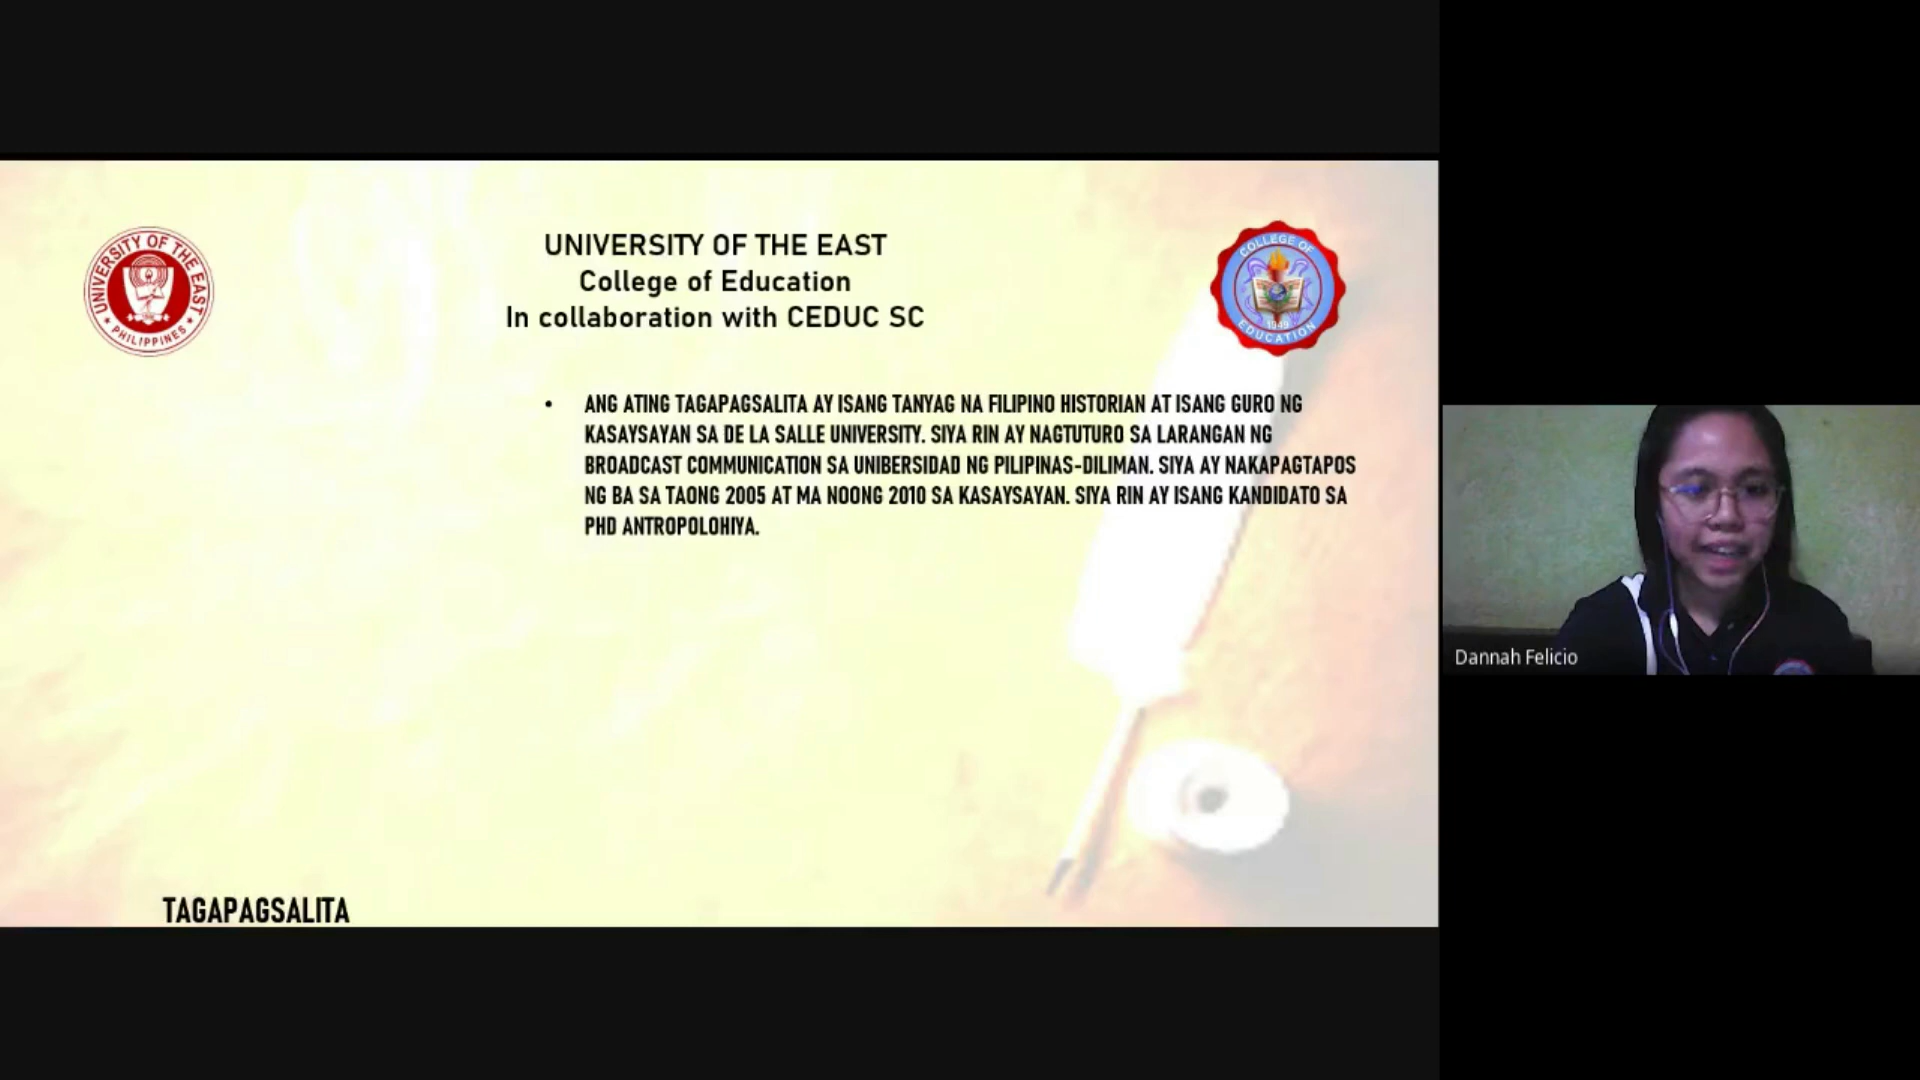 UNIVERSITY OF THE EAST
PHILIPPINES
UNIVERSITY OF THE EAST
College of Education
In collaboration with CEDUC SC
COLLEGE OF
1949
EDUCATION
• ANG ATING TAGAPAGSALITA AY ISANG TANYAG NA FILIPINO HISTORIAN AT ISANG GURO NG
KASAYSAYAN SA DE LA SALLE UNIVERSITY. SIYA RIN AY NAGTUTURO SA LARANGAN NG
BROADCAST COMMUNICATION SA UNIBERSIDAD NG PILIPINAS-DILIMAN. SIYA AY NAKAPAGTAPOS
NG BA SA TAONG 2005 AT MA NOONG 2010 SA KASAYSAYAN. SIYA RIN AY ISANG KANDIDATO SA
PHD ANTROPOLOHIYA.
Dannah Felicio
TAGAPAGSALITA